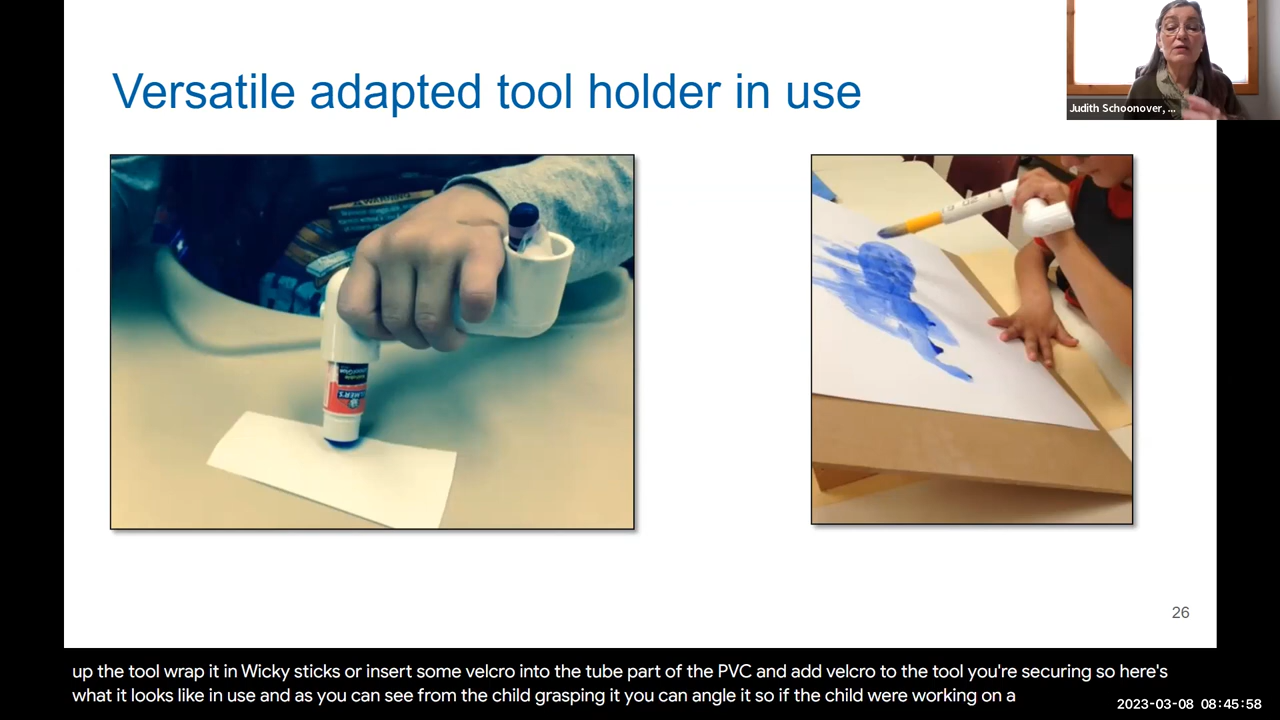 Versatile adapted tool holder in use
Judith Schoonover, ...
26
up the tool wrap it in Wicky sticks or insert some velcro into the tube part of the PVC and add velcro to the tool you're securing so here's
what it looks like in use and as you can see from the child grasping it you can angle it so if the child were working on a
2023-03-08 08:45:58